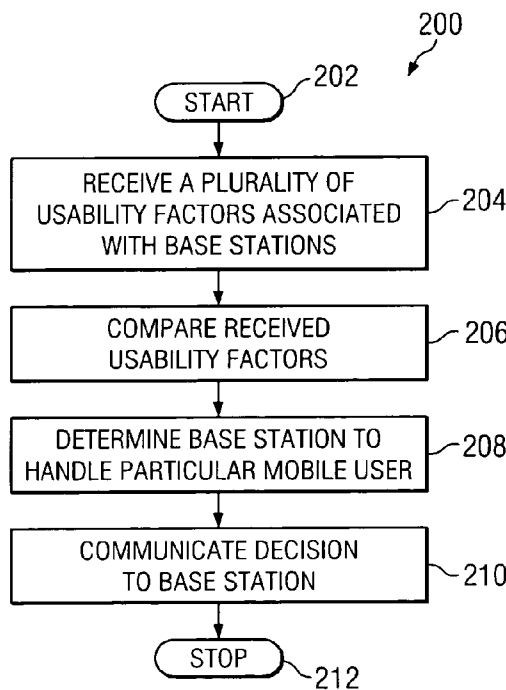 200
START
202
RECEIVE A PLURALITY OF
USABILITY FACTORS ASSOCIATED
WITH BASE STATIONS
204
COMPARE RECEIVED
USABILITY FACTORS
206
DETERMINE BASE STATION TO
HANDLE PARTICULAR MOBILE USER
208
COMMUNICATE DECISION
TO BASE STATION
210
STOP
212